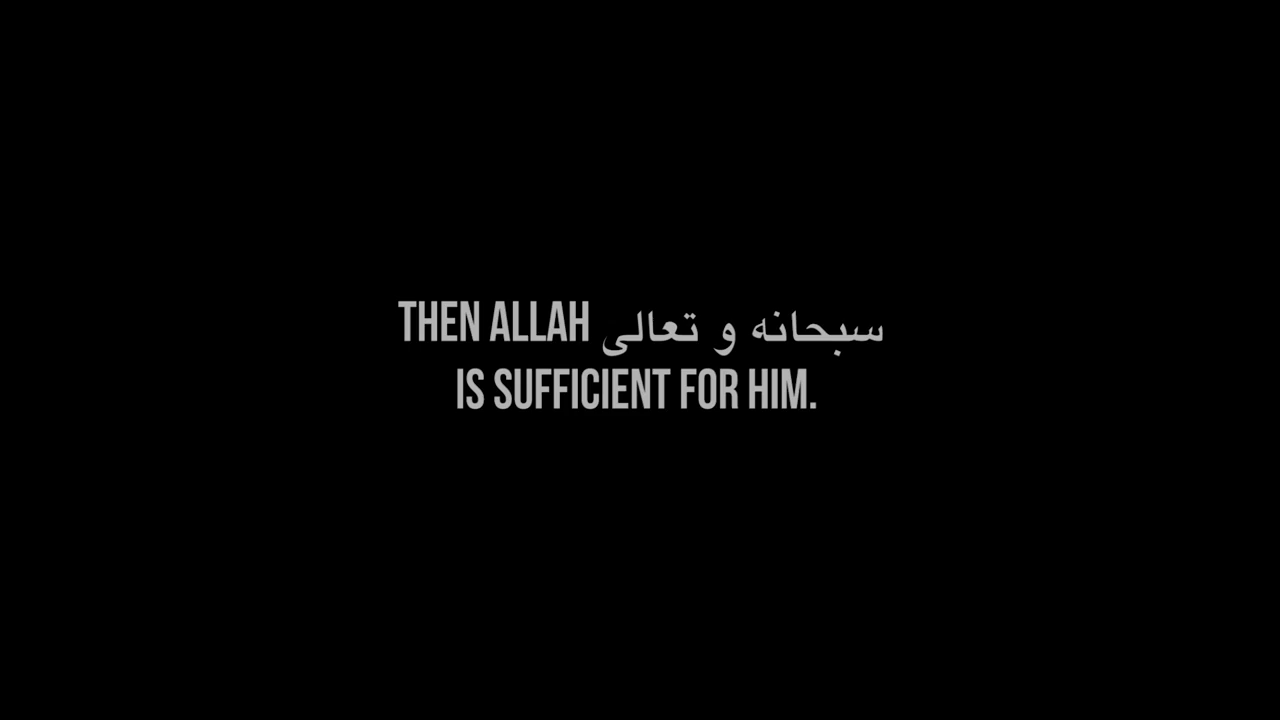 THEN ALLAH سبحانه و تعالى
IS SUFFICIENT FOR HIM.